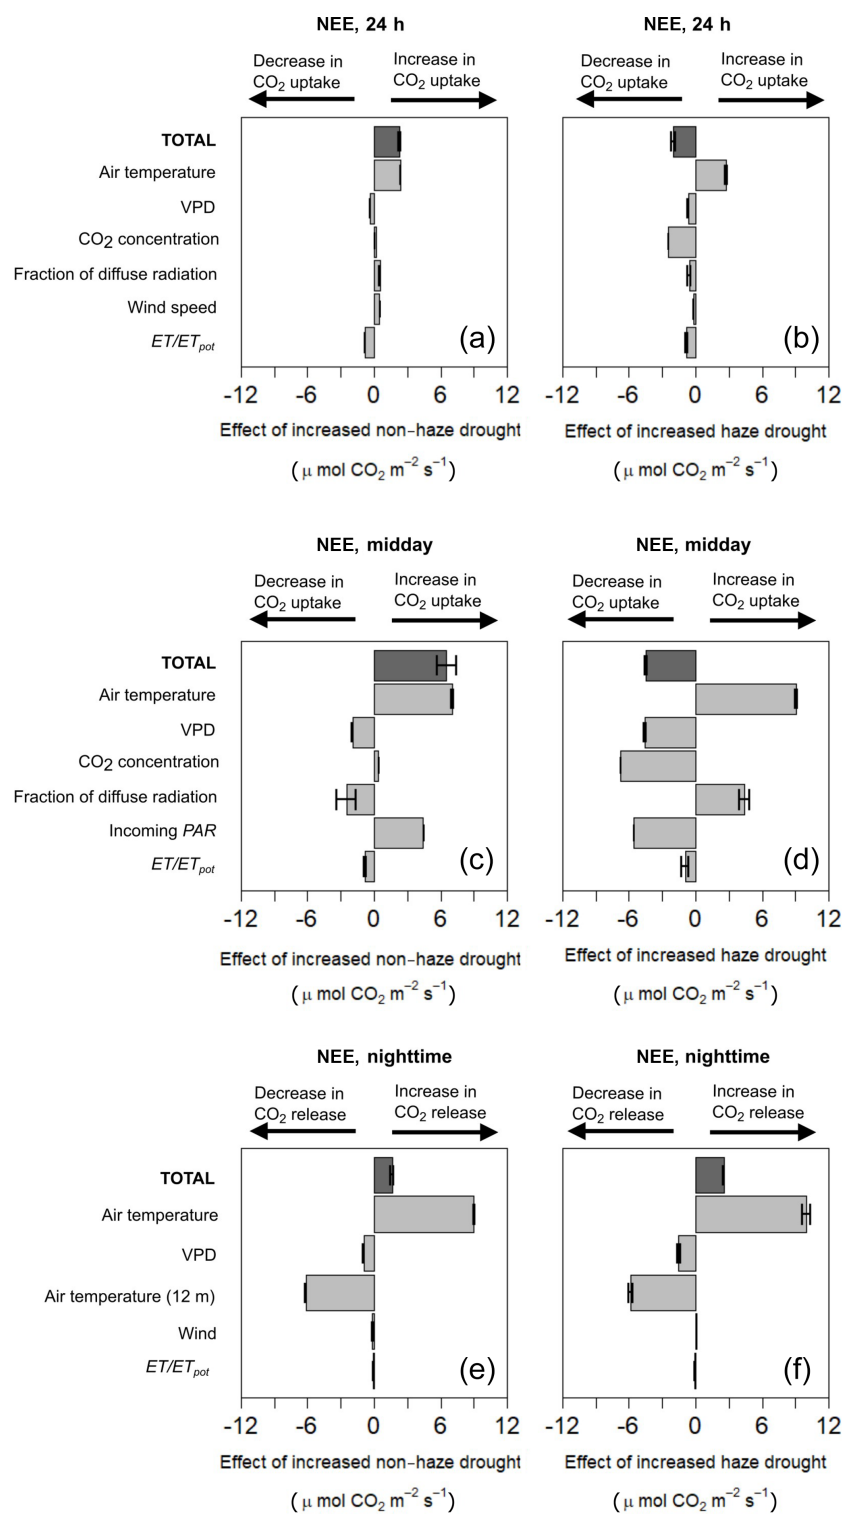 NEE, 24 h
NEE, 24 h
Decrease in
CO2 uptake
Increase in
CO2 uptake
Decrease in
CO2 uptake
Increase in
CO2 uptake
TOTAL
Air temperature
VPD
CO2 concentration
Fraction of diffuse radiation
Wind speed
ET/ETpot
(a)
(b)
-12 -6 0 6 12
-12 -6 0 6 12
Effect of increased non−haze drought
(μ mol CO2 m−2 s−1)
Effect of increased haze drought
(μ mol CO2 m−2 s−1)
NEE, midday
NEE, midday
Decrease in
CO2 uptake
Increase in
CO2 uptake
Decrease in
CO2 uptake
Increase in
CO2 uptake
TOTAL
Air temperature
VPD
CO2 concentration
Fraction of diffuse radiation
Incoming PAR
ET/ETpot
(c)
(d)
-12 -6 0 6 12
-12 -6 0 6 12
Effect of increased non−haze drought
(μ mol CO2 m−2 s−1)
Effect of increased haze drought
(μ mol CO2 m−2 s−1)
NEE, nighttime
NEE, nighttime
Decrease in
CO2 release
Increase in
CO2 release
Decrease in
CO2 release
Increase in
CO2 release
TOTAL
Air temperature
VPD
Air temperature (12 m)
Wind
ET/ETpot
(e)
(f)
-12 -6 0 6 12
-12 -6 0 6 12
Effect of increased non−haze drought
(μ mol CO2 m−2 s−1)
Effect of increased haze drought
(μ mol CO2 m−2 s−1)